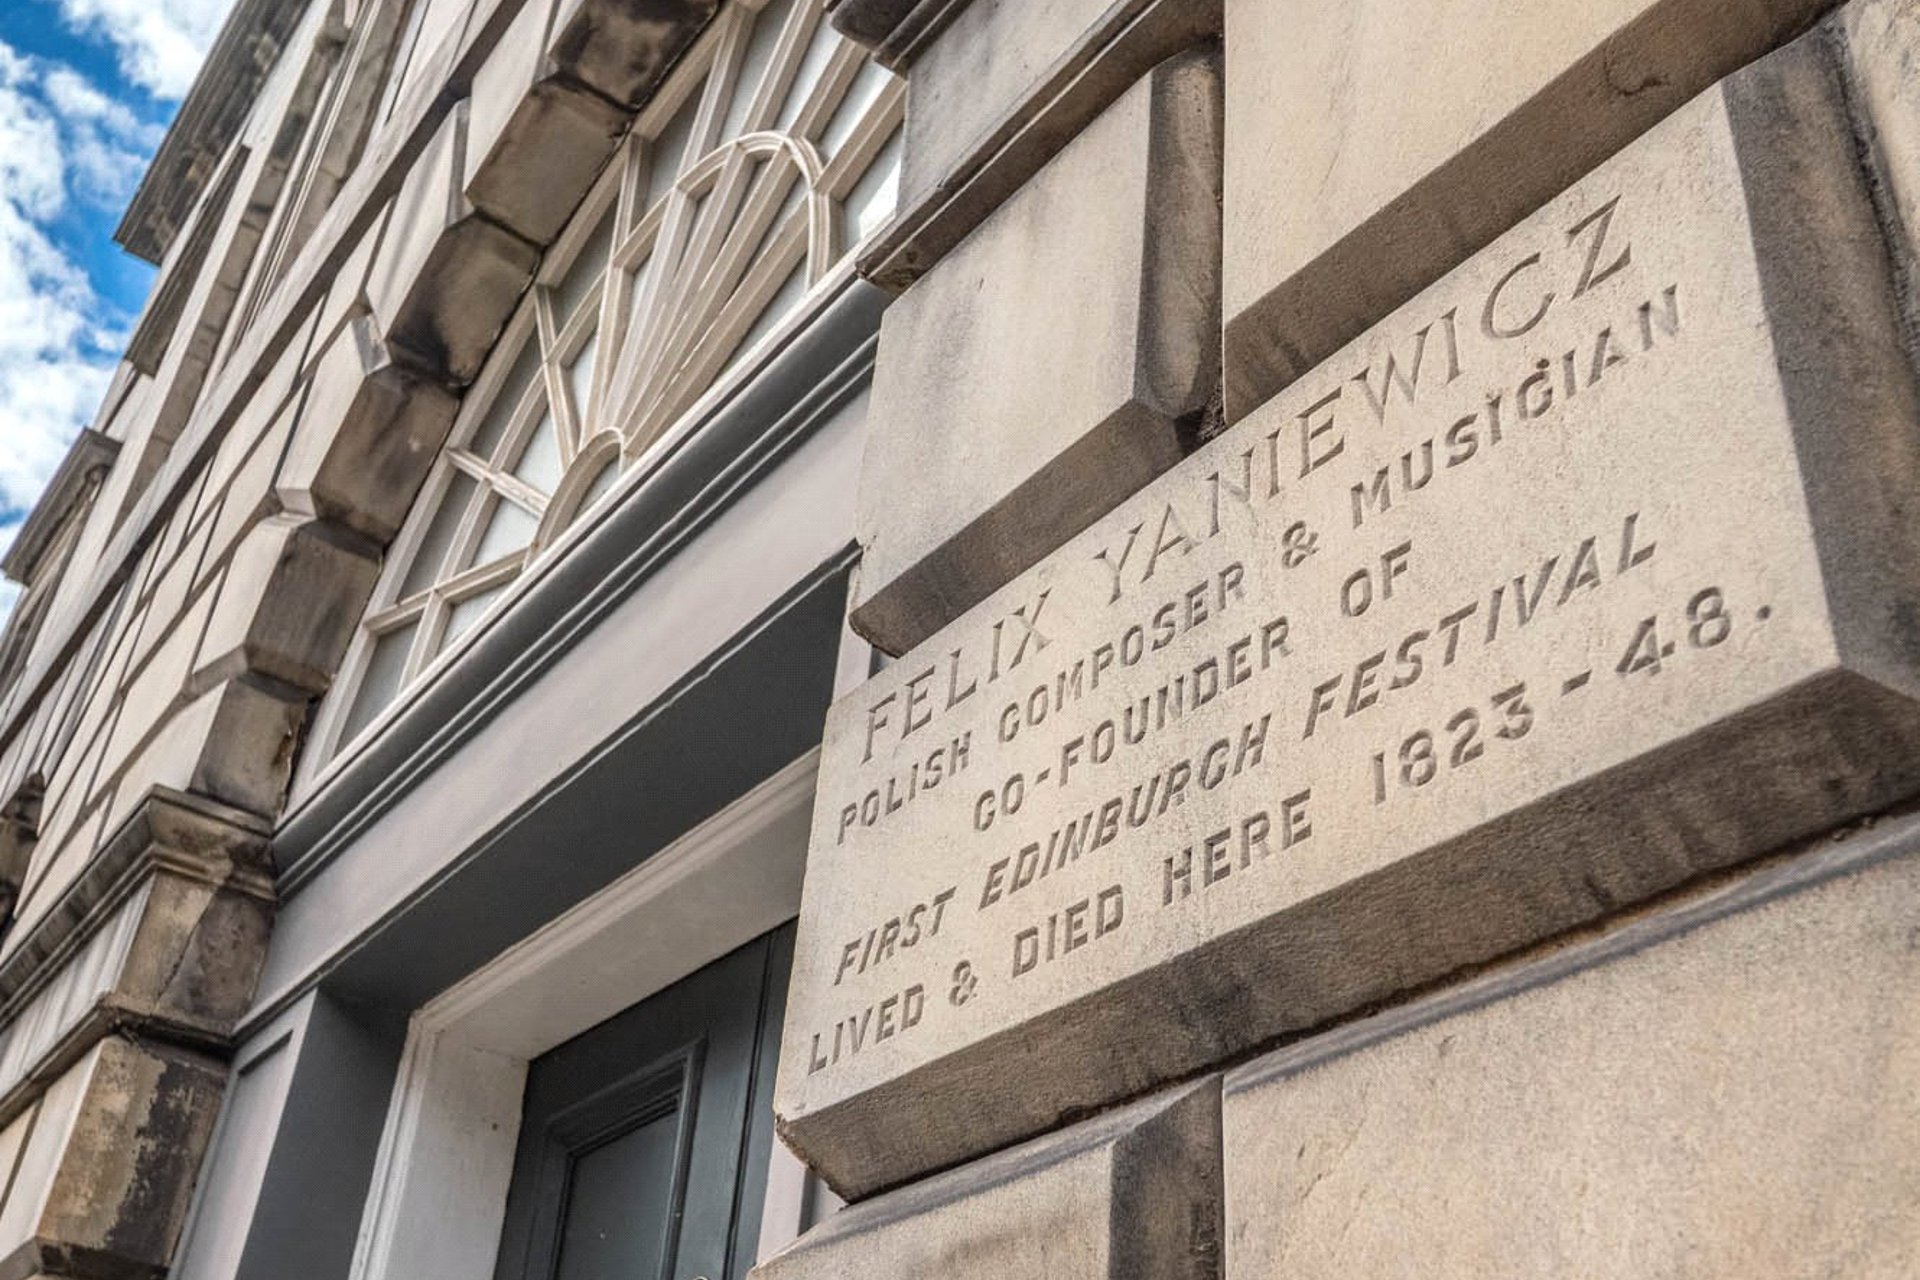 FELIX YANIEWICZ
POLISH COMPOSER & MUSICIAN
CO-FOUNDER OF
FIRST EDINBURGH FESTIVAL
LIVED & DIED HERE 1823-48.